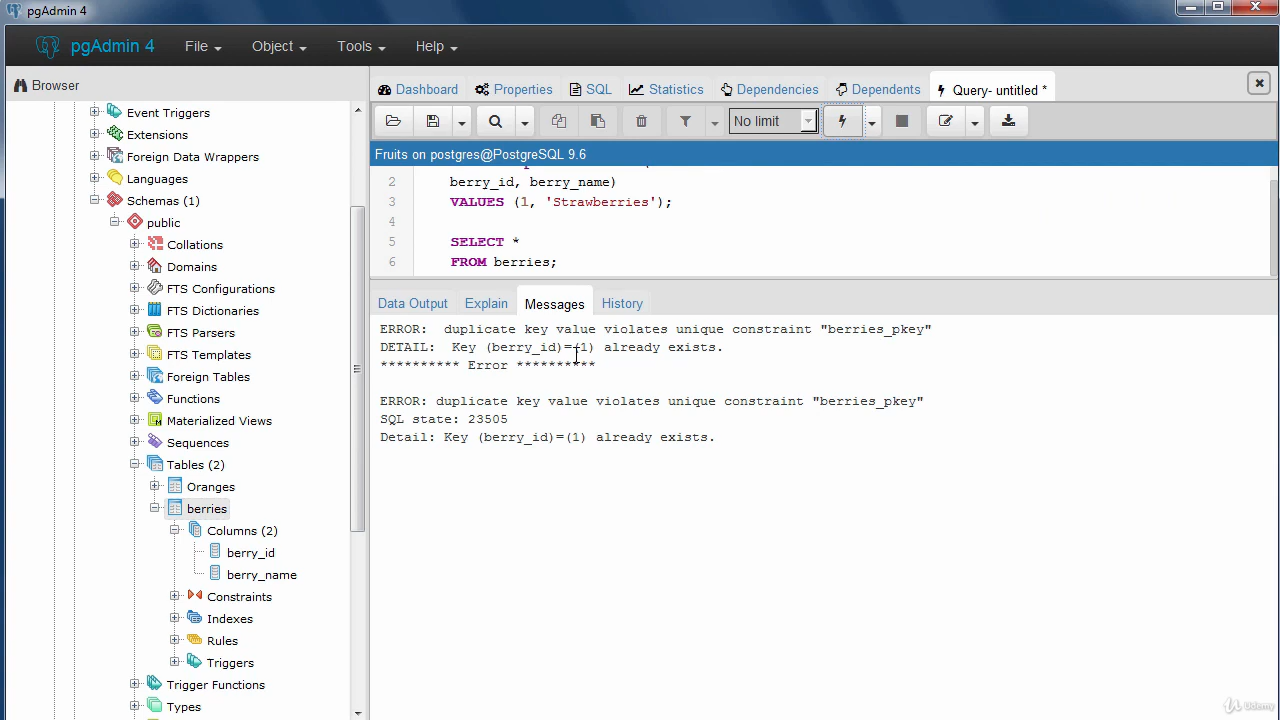 pgAdmin 4
pgAdmin 4 File Object Tools Help
Browser
Dashboard Properties SQL Statistics Dependencies Dependents Query- untitled *
No limit
Fruits on postgres@PostgreSQL 9.6
2 berry_id, berry_name)
3 VALUES (1, 'Strawberries');
4
5 SELECT *
6 FROM berries;
Event Triggers
Extensions
Foreign Data Wrappers
Languages
Schemas (1)
public
Collations
Domains
FTS Configurations
FTS Dictionaries
FTS Parsers
FTS Templates
Foreign Tables
Functions
Materialized Views
Sequences
Tables (2)
Oranges
berries
Columns (2)
berry_id
berry_name
Constraints
Indexes
Rules
Triggers
Trigger Functions
Types
Data Output Explain Messages History
ERROR:  duplicate key value violates unique constraint "berries_pkey"
DETAIL:  Key (berry_id)=(1) already exists.
********** Error **********
ERROR: duplicate key value violates unique constraint "berries_pkey"
SQL state: 23505
Detail: Key (berry_id)=(1) already exists.
Udemy